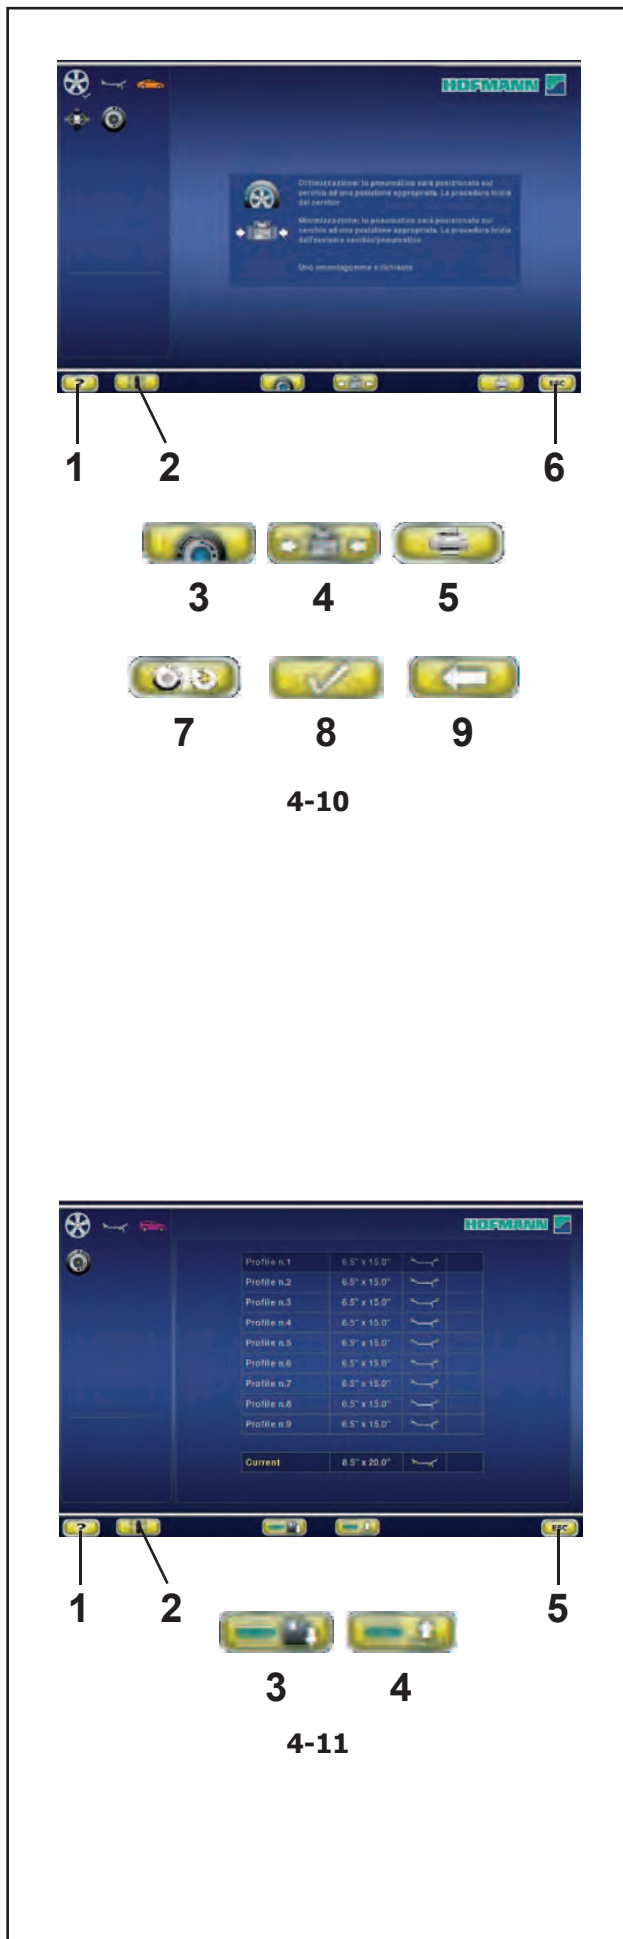 HOFMANN
Ottimizzazione: lo pneumatico sarà posizionato sul
cerchio ad una posizione appropriata. La procedura inizia
dal cerchio
Minimizzazione: lo pneumatico sarà posizionato sul
cerchio ad una posizione appropriata. La procedura inizia
dall'assieme cerchio/pneumatico
Uno smontagomme è richiesto
? ESC
1 2 6
3 4 5
7 8 9
4-10
HOFMANN
Profile n.1 6.5" x 15.0"
Profile n.2 6.5" x 15.0"
Profile n.3 6.5" x 15.0"
Profile n.4 6.5" x 15.0"
Profile n.5 6.5" x 15.0"
Profile n.6 6.5" x 15.0"
Profile n.7 6.5" x 15.0"
Profile n.8 6.5" x 15.0"
Profile n.9 6.5" x 15.0"
Current 8.5" x 20.0"
? ESC
1 2 5
3 4
4-11